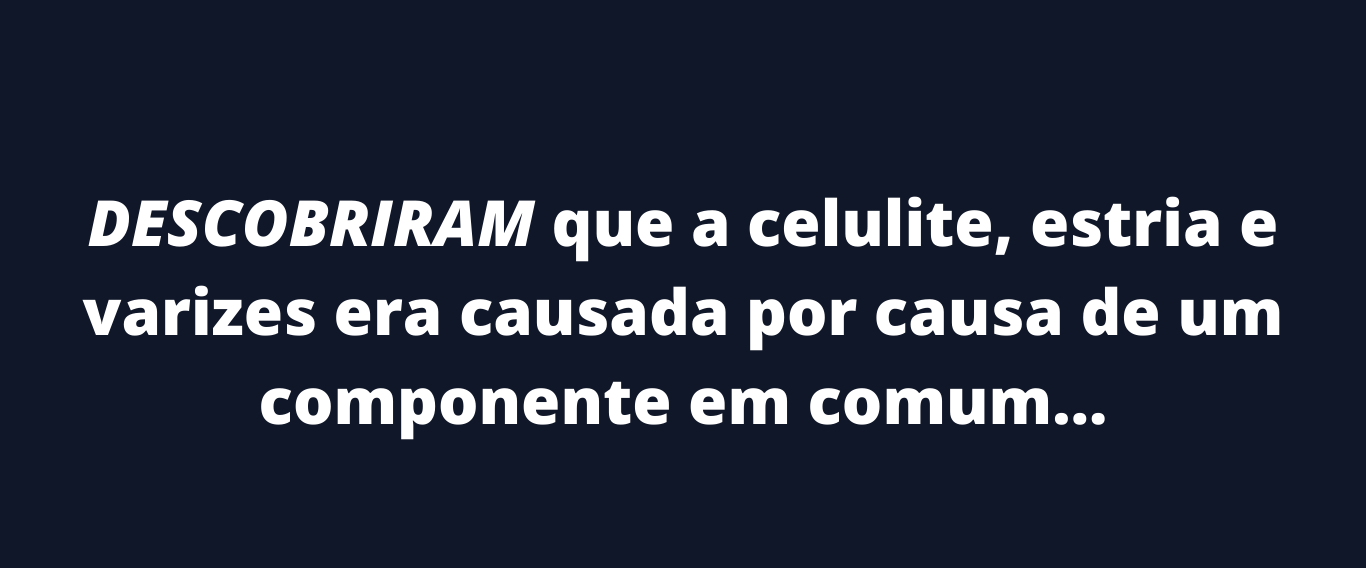 DESCOBRIRAM que a celulite, estria e
varizes era causada por causa de um
componente em comum...